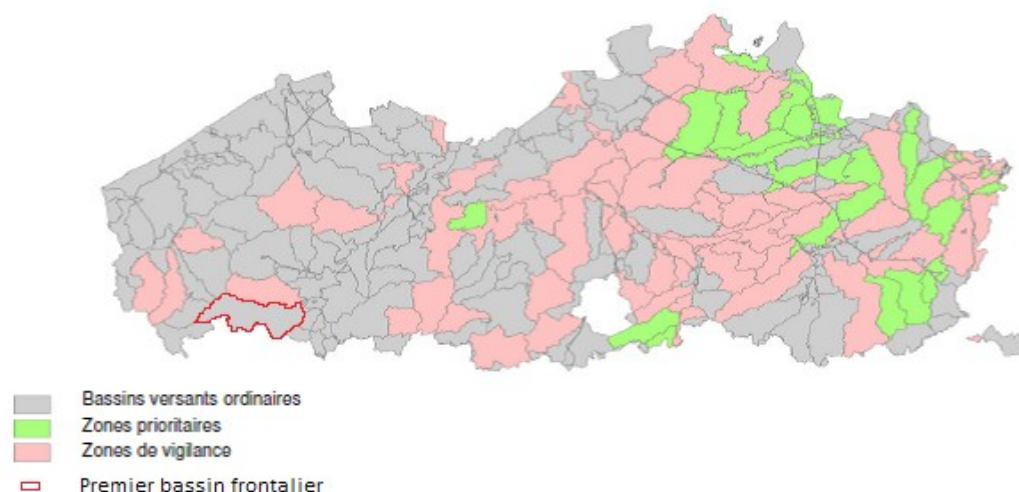 Bassins versants ordinaires
Zones prioritaires
Zones de vigilance
Premier bassin frontalier